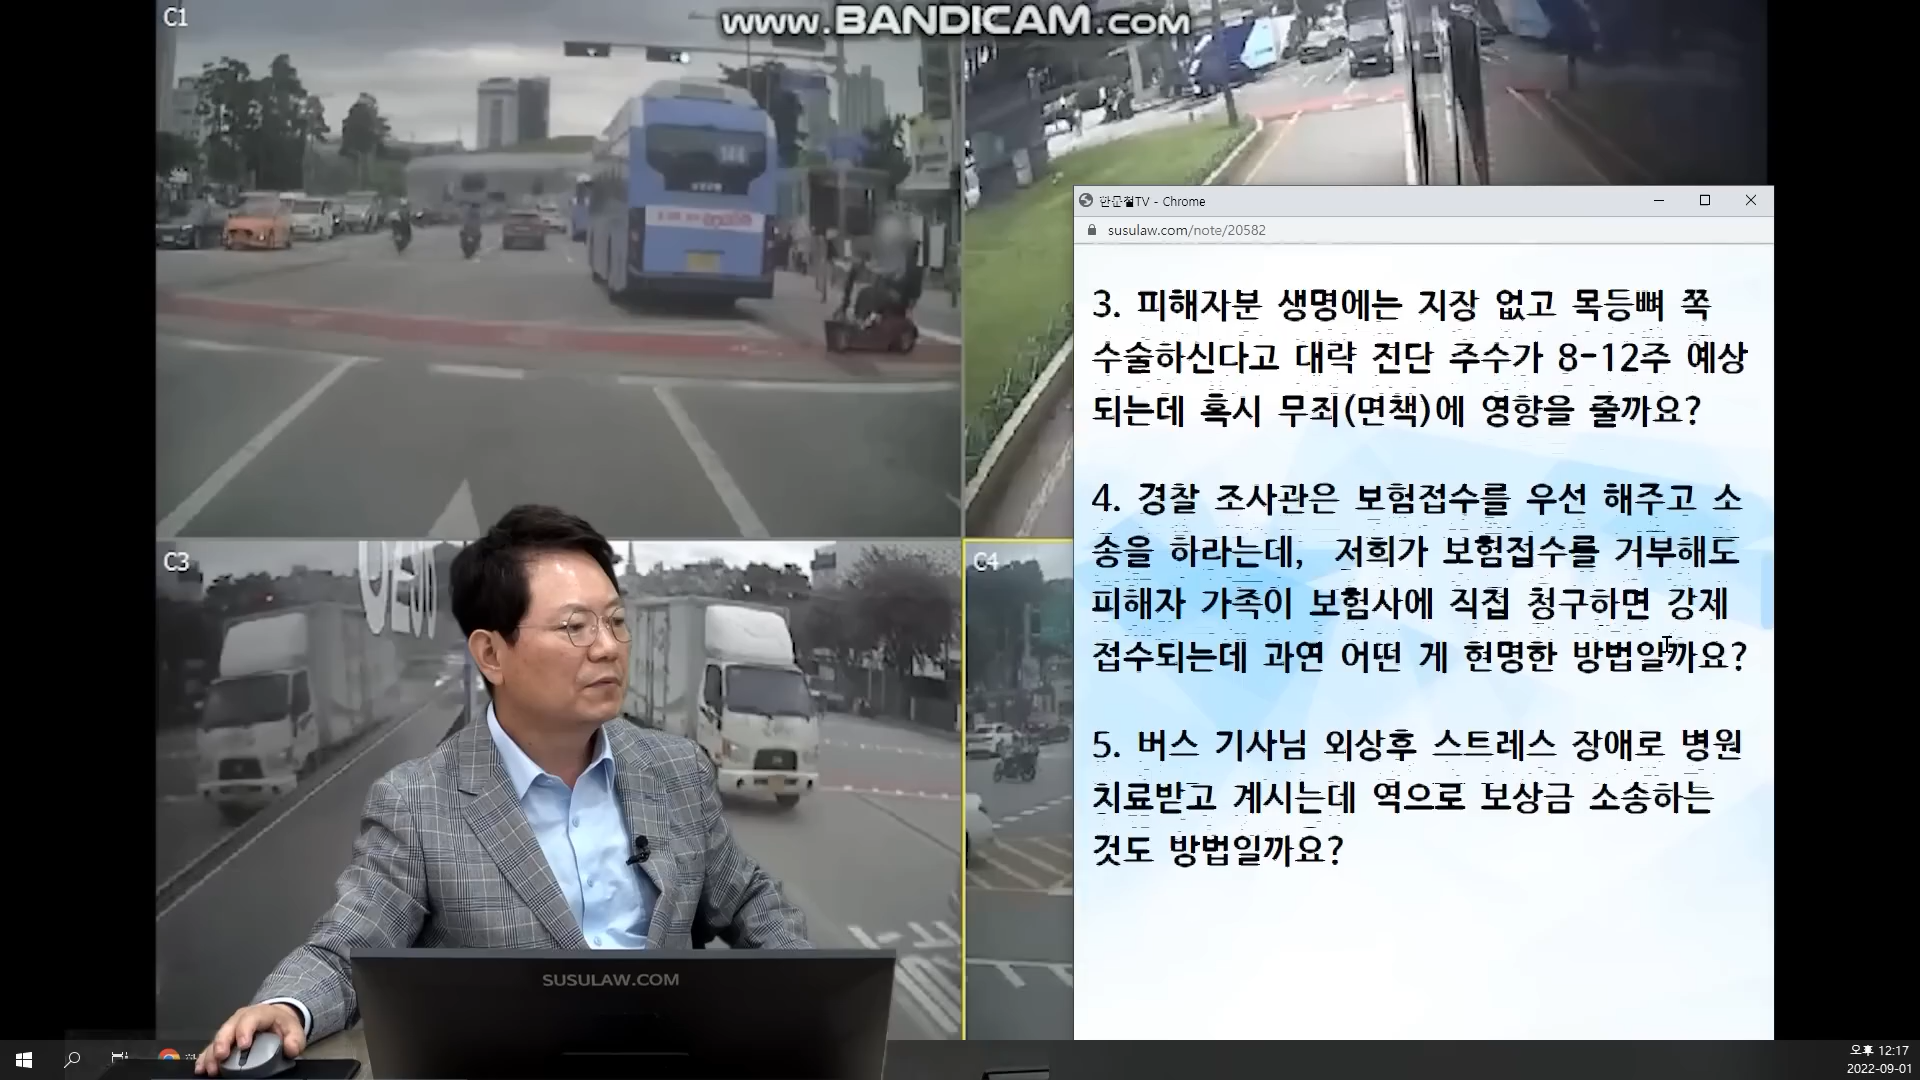 C1
www.BANDICAM.com
144
한문철TV - Chrome
susulaw.com/note/20582
3. 피해자분 생명에는 지장 없고 목등뼈 쪽
수술하신다고 대략 진단 주수가 8-12주 예상
되는데 혹시 무죄(면책)에 영향을 줄까요?
4. 경찰 조사관은 보험접수를 우선 해주고 소
송을 하라는데, 저희가 보험접수를 거부해도
피해자 가족이 보험사에 직접 청구하면 강제
접수되는데 과연 어떤 게 현명한 방법일까요?
5. 버스 기사님 외상후 스트레스 장애로 병원
치료받고 계시는데 역으로 보상금 소송하는
것도 방법일까요?
C3
C4
SUSULAW.COM
오후 12:17
2022-09-01